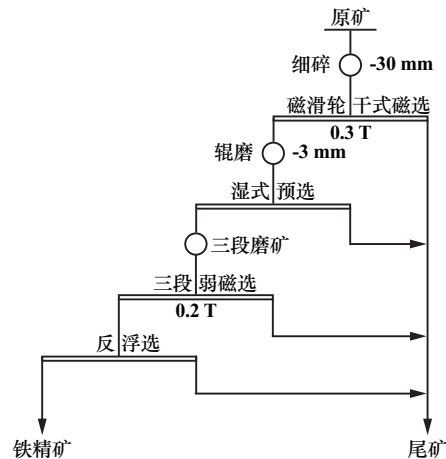 原矿
细碎 -30 mm
磁滑轮 干式磁选
0.3 T
辊磨 -3 mm
湿式 预选
三段磨矿
三段 弱磁选
0.2 T
反 浮选
铁精矿 尾矿